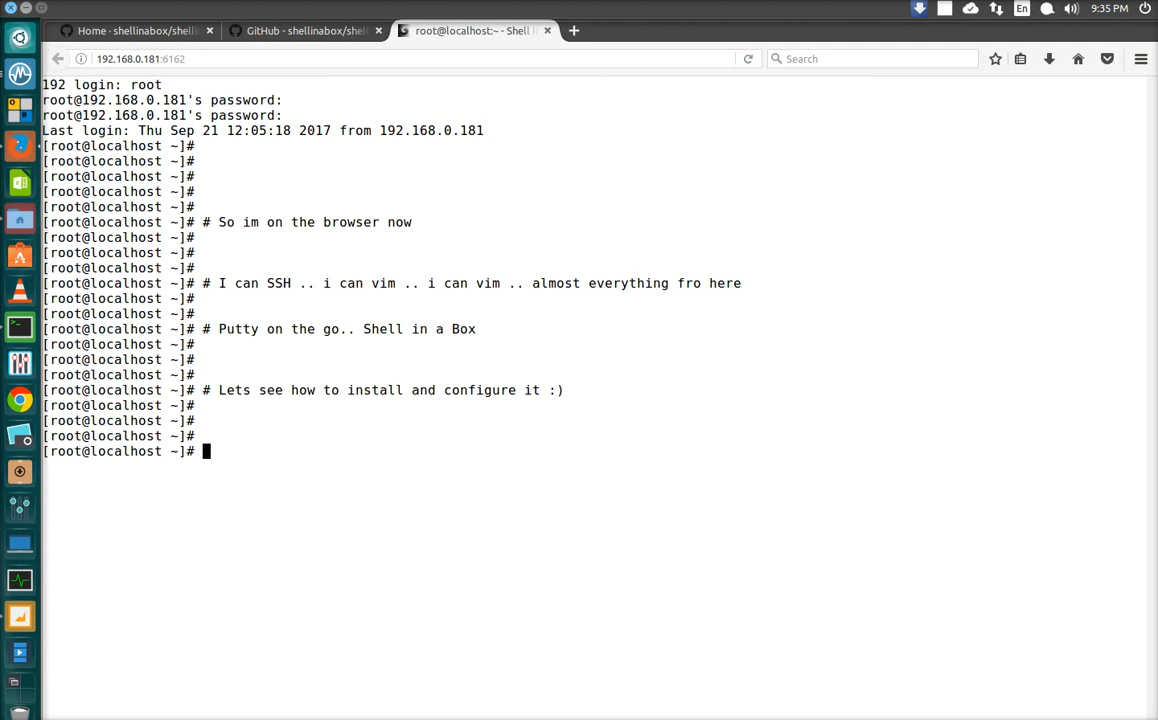 En
9:35 PM
Home · shellinabox/shellin
GitHub - shellinabox/shell
root@localhost:~ - Shell In
192.168.0.181:6162
Search
192 login: root
root@192.168.0.181's password:
root@192.168.0.181's password:
Last login: Thu Sep 21 12:05:18 2017 from 192.168.0.181
[root@localhost ~]#
[root@localhost ~]#
[root@localhost ~]#
[root@localhost ~]#
[root@localhost ~]#
[root@localhost ~]# # So im on the browser now
[root@localhost ~]#
[root@localhost ~]#
[root@localhost ~]#
[root@localhost ~]# # I can SSH .. i can vim .. i can vim .. almost everything fro here
[root@localhost ~]#
[root@localhost ~]#
[root@localhost ~]# # Putty on the go.. Shell in a Box
[root@localhost ~]#
[root@localhost ~]#
[root@localhost ~]#
[root@localhost ~]# # Lets see how to install and configure it :)
[root@localhost ~]#
[root@localhost ~]#
[root@localhost ~]#
[root@localhost ~]#